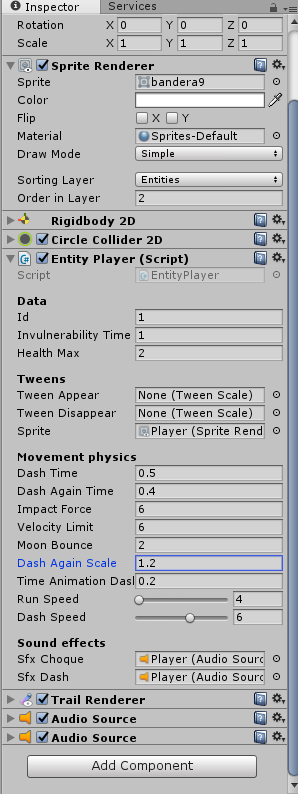 Inspector Services
Rotation X 0 Y 0 Z 0
Scale X 1 Y 1 Z 1
Sprite Renderer
Sprite bandera9
Color
Flip X Y
Material Sprites-Default
Draw Mode Simple
Sorting Layer Entities
Order in Layer 2
Rigidbody 2D
Circle Collider 2D
Entity Player (Script)
Script EntityPlayer
Data
Id 1
Invulnerability Time 1
Health Max 2
Tweens
Tween Appear None (Tween Scale)
Tween Disappear None (Tween Scale)
Sprite Player (Sprite Rend
Movement physics
Dash Time 0.5
Dash Again Time 0.4
Impact Force 6
Velocity Limit 6
Moon Bounce 2
Dash Again Scale 1.2
Time Animation Dash 0.2
Run Speed 4
Dash Speed 6
Sound effects
Sfx Choque Player (Audio Sourc
Sfx Dash Player (Audio Sourc
Trail Renderer
Audio Source
Audio Source
Add Component